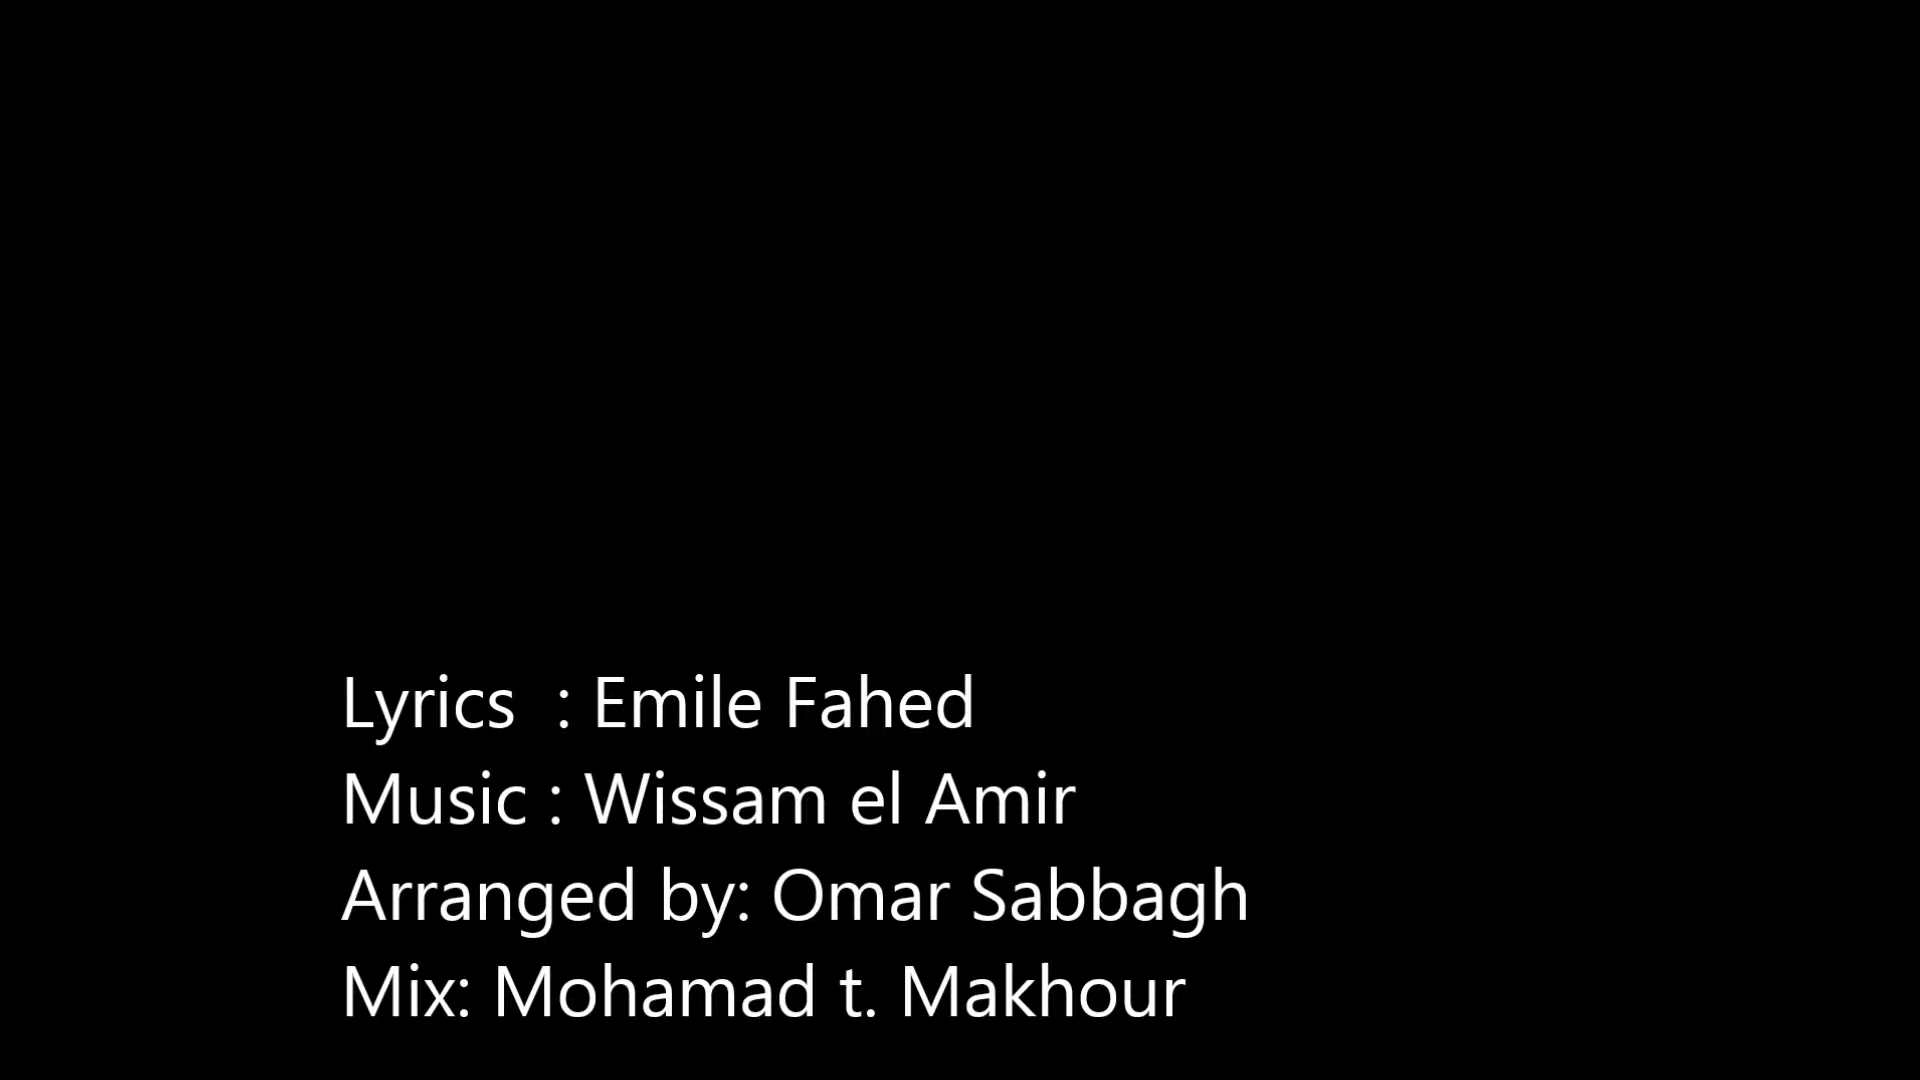 Lyrics  : Emile Fahed
Music : Wissam el Amir
Arranged by: Omar Sabbagh
Mix: Mohamad t. Makhour